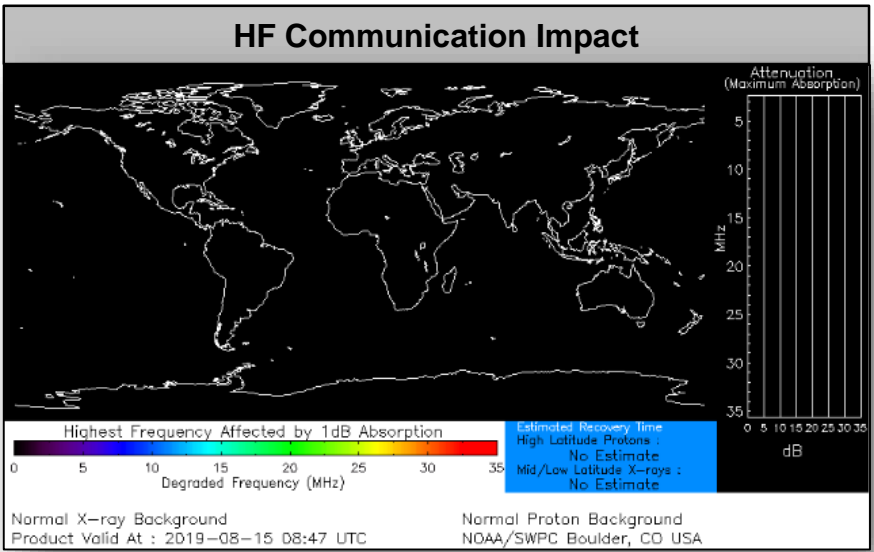 HF Communication Impact
Attenuation
(Maximum Absorption)
5
10
15
20
25
30
35
MHz
0 5 10 15 20 25 30 35
dB
Highest Frequency Affected by 1dB Absorption
0 5 10 15 20 25 30 35
Degraded Frequency (MHz)
Estimated Recovery Time
High Latitude Protons :
No Estimate
Mid/Low Latitude X-rays :
No Estimate
Normal X-ray Background
Product Valid At : 2019-08-15 08:47 UTC
Normal Proton Background
NOAA/SWPC Boulder, CO USA